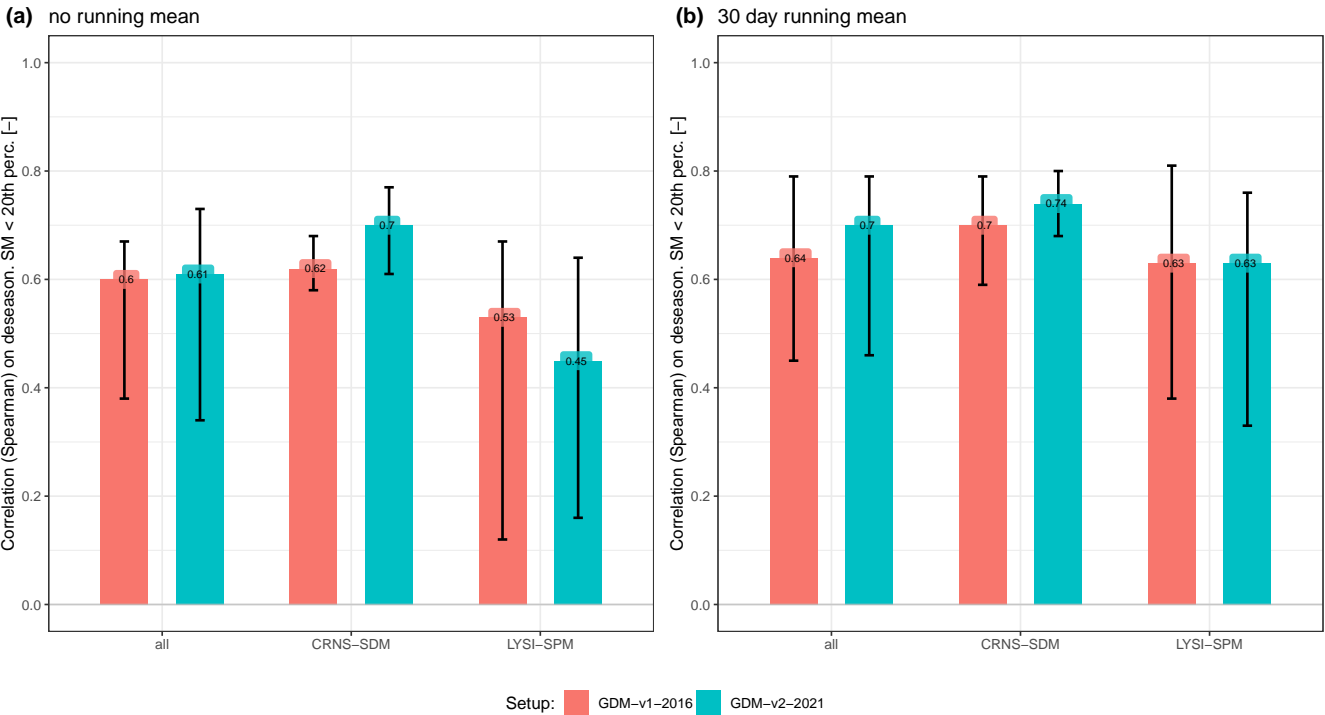 (a) no running mean
Correlation (Spearman) on deseason. SM < 20th perc. [−]
1.0
0.8
0.6
0.4
0.2
0.0
0.6
0.61
0.62
0.7
0.53
0.45
all
CRNS−SDM
LYSI−SPM
(b) 30 day running mean
Correlation (Spearman) on deseason. SM < 20th perc. [−]
1.0
0.8
0.6
0.4
0.2
0.0
0.64
0.7
0.7
0.74
0.63
0.63
all
CRNS−SDM
LYSI−SPM
Setup: GDM−v1−2016 GDM−v2−2021